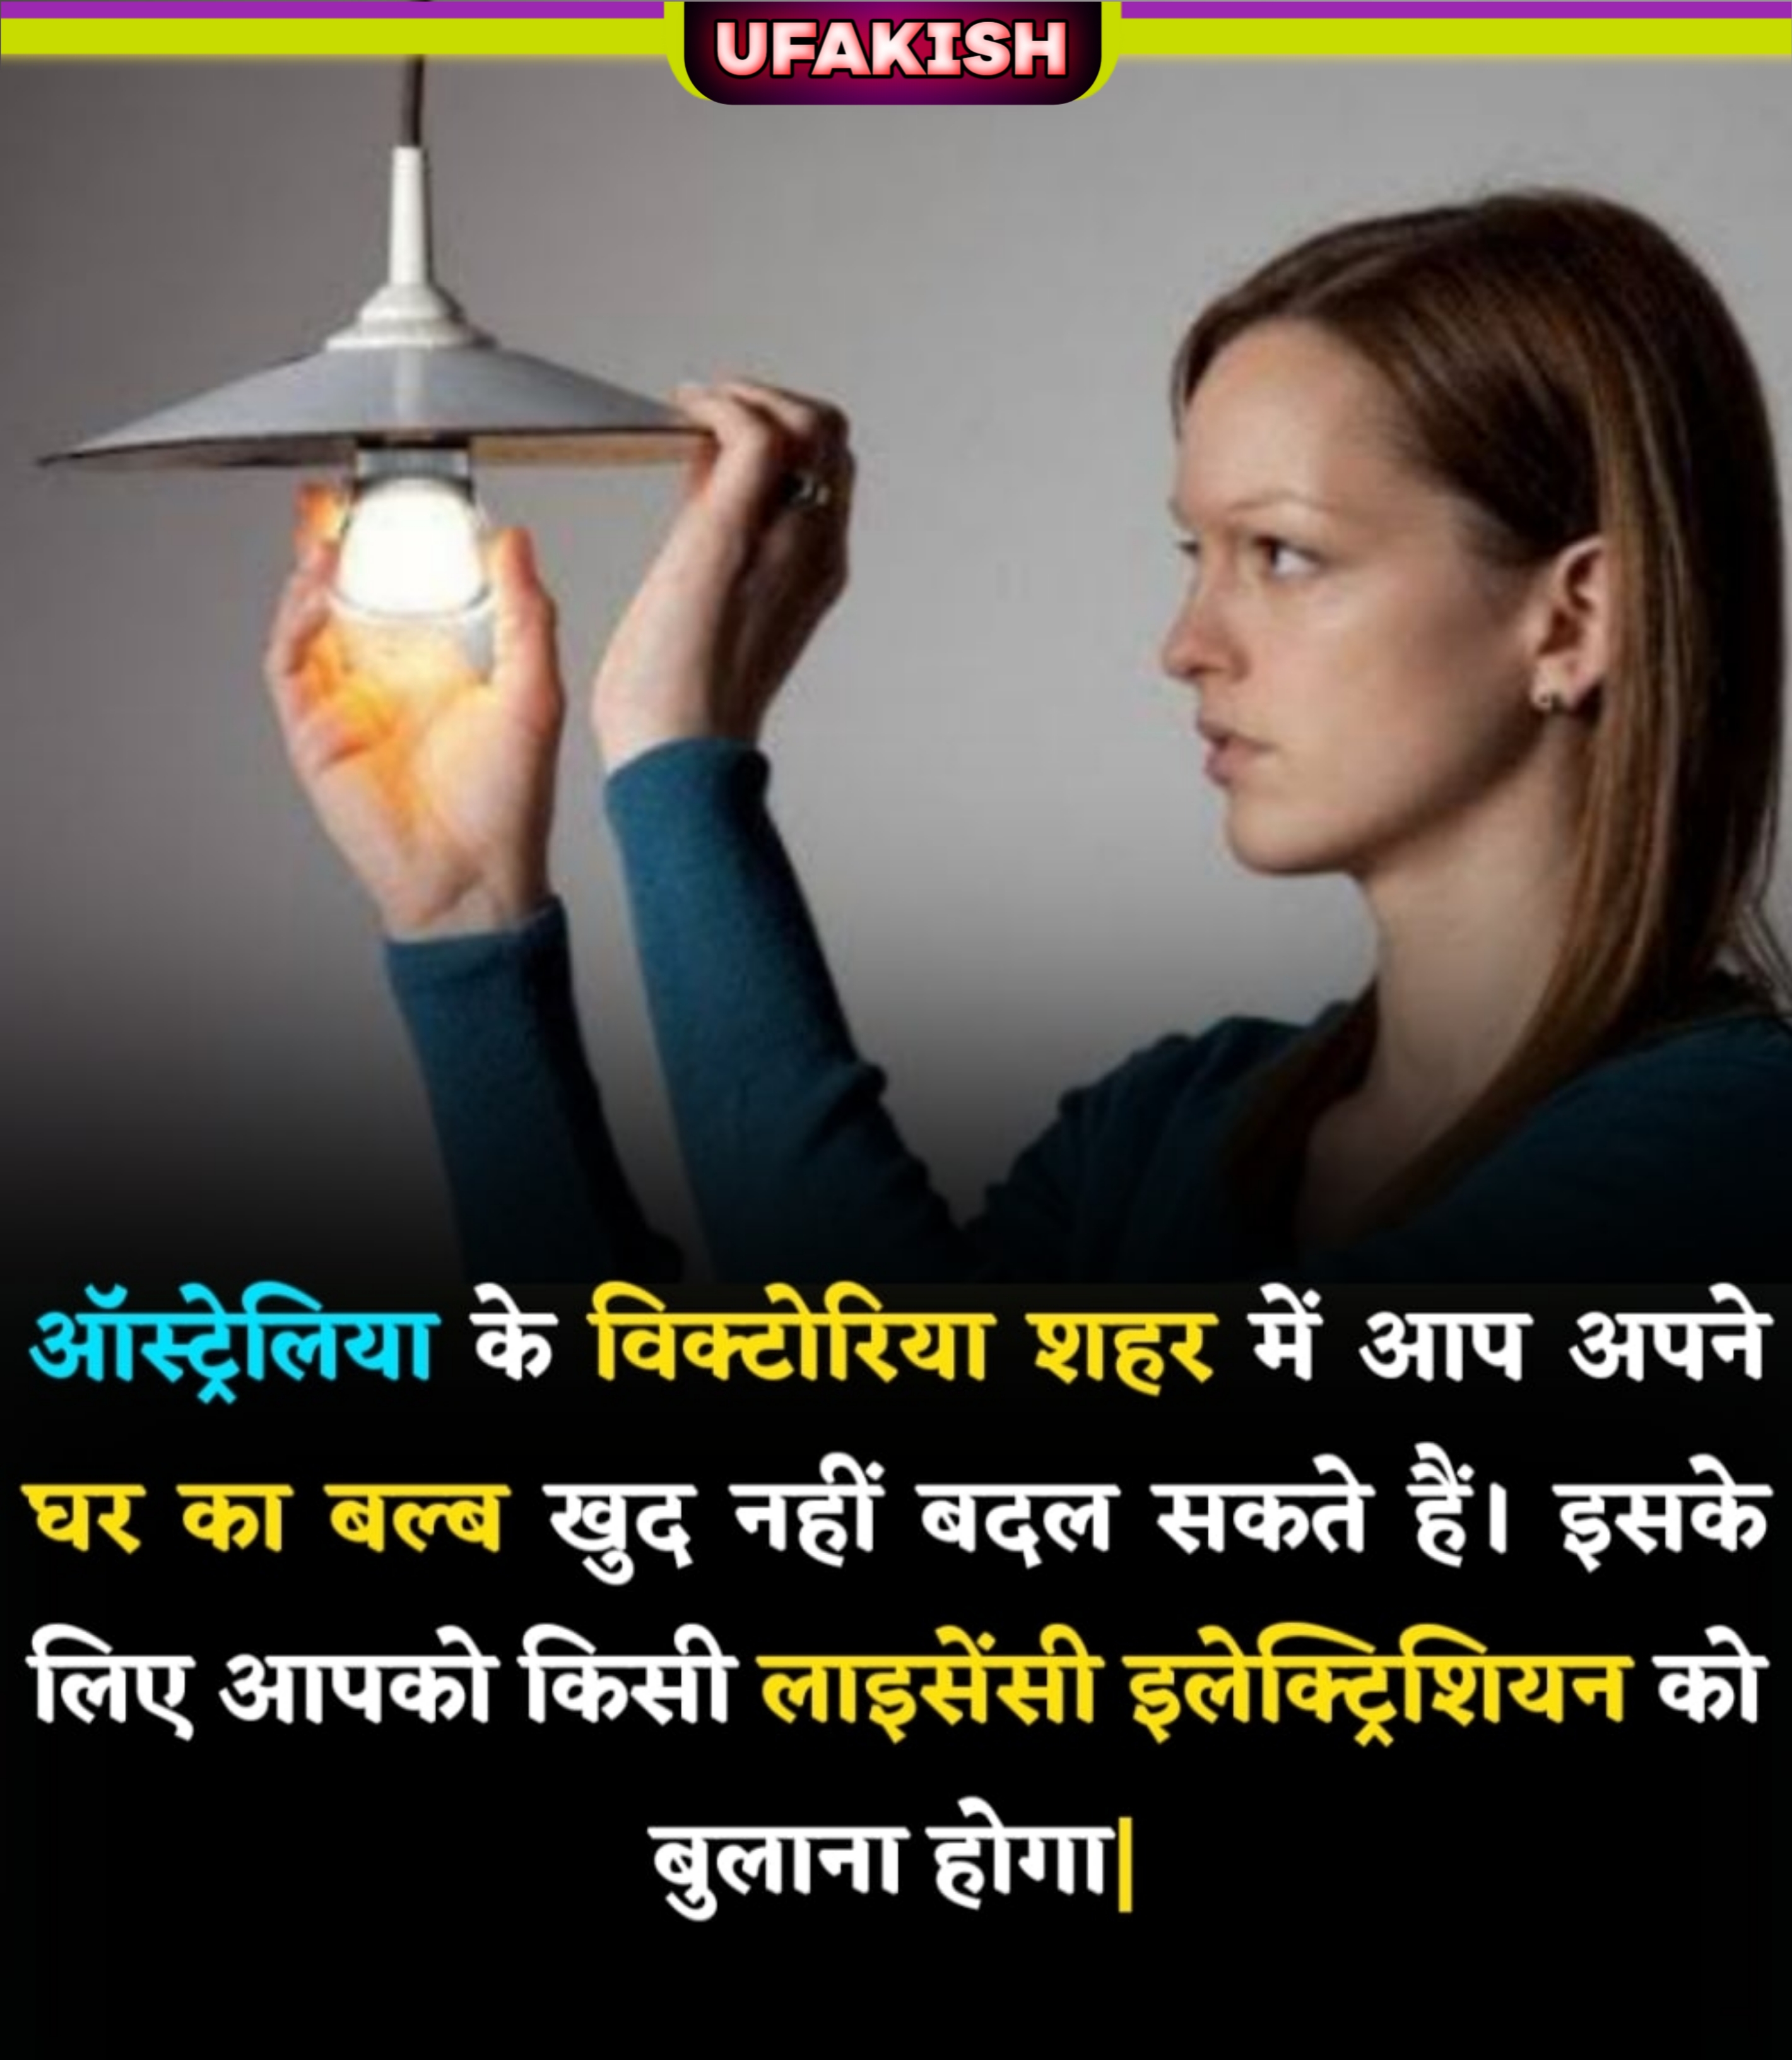 UFAKISH
ऑस्ट्रेलिया के विक्टोरिया शहर में आप अपने
घर का बल्ब खुद नहीं बदल सकते हैं। इसके
लिए आपको किसी लाइसेंसी इलेक्ट्रिशियन को
बुलाना होगा|